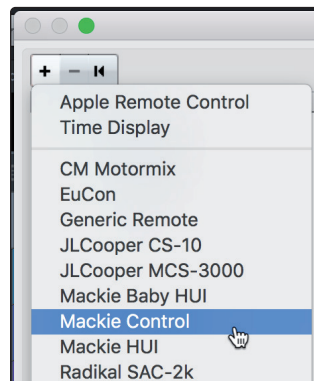 Apple Remote Control
Time Display
CM Motormix
EuCon
Generic Remote
JLCooper CS-10
JLCooper MCS-3000
Mackie Baby HUI
Mackie Control
Mackie HUI
Radikal SAC-2k